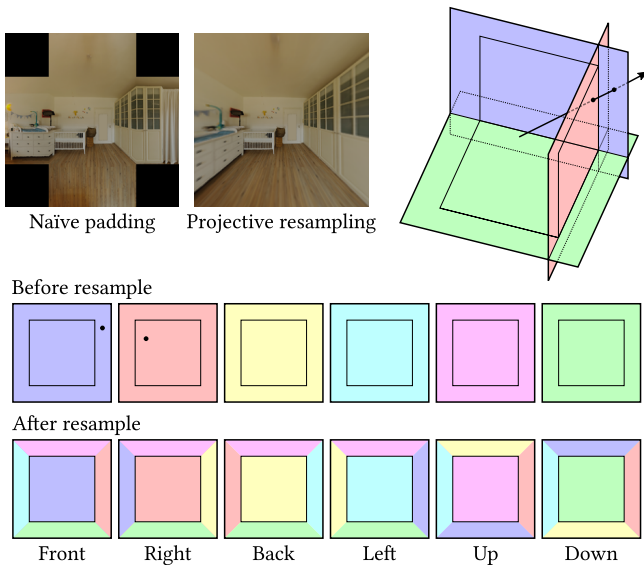 Naïve padding
Projective resampling
Before resample
After resample
Front Right Back Left Up Down